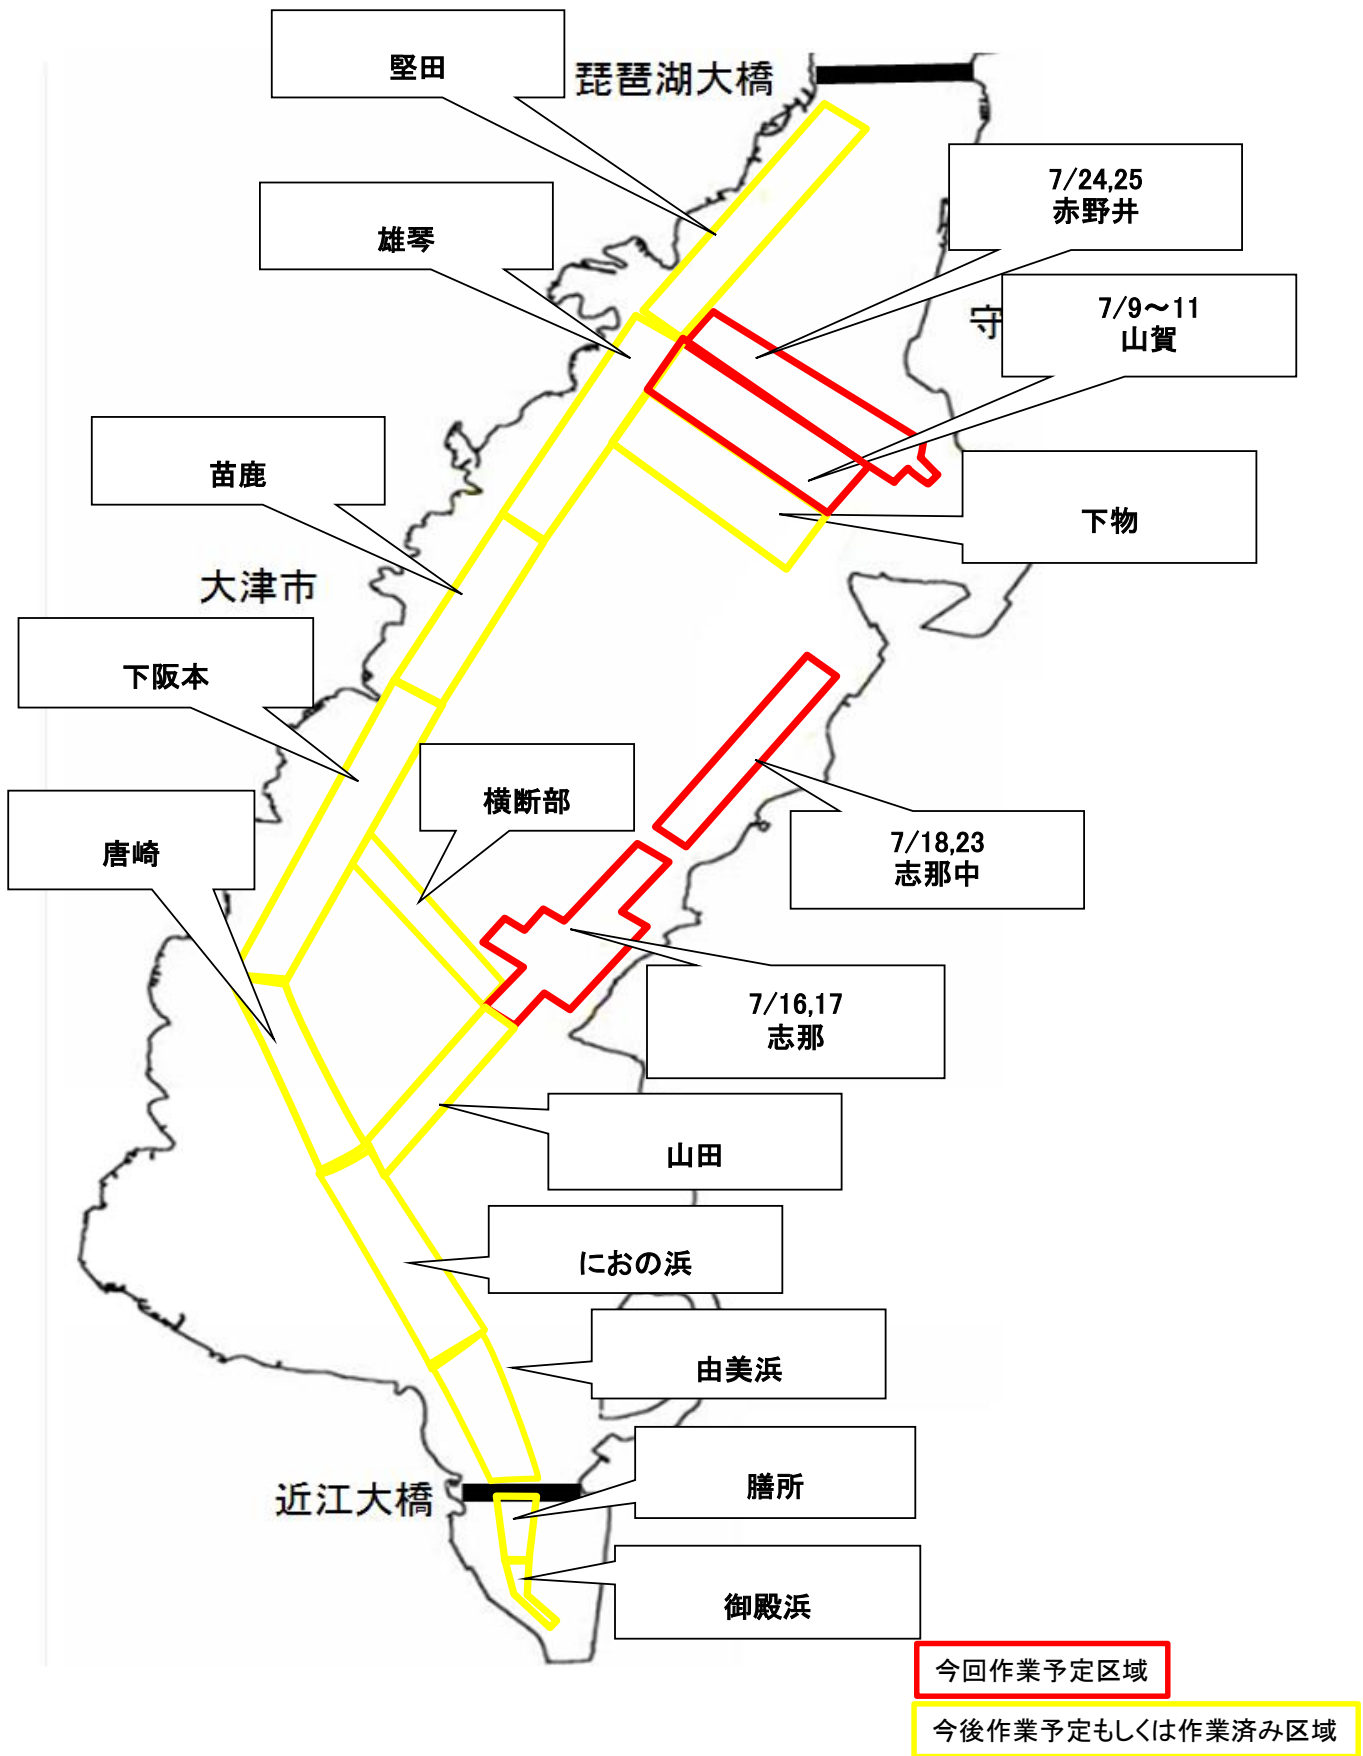 堅田
琵琶湖大橋
7/24,25
赤野井
雄琴
7/9～11
山賀
守
苗鹿
下物
大津市
下阪本
横断部
唐崎
7/18,23
志那中
7/16,17
志那
山田
におの浜
由美浜
膳所
近江大橋
御殿浜
今回作業予定区域
今後作業予定もしくは作業済み区域